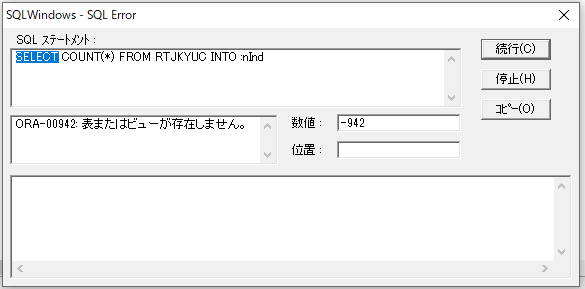 SQLWindows - SQL Error
SQL ステートメント :
SELECT COUNT(*) FROM RTJKYUC INTO :nInd
続行(C)
停止(H)
コピー(O)
ORA-00942: 表またはビューが存在しません。
数値 :
-942
位置 :